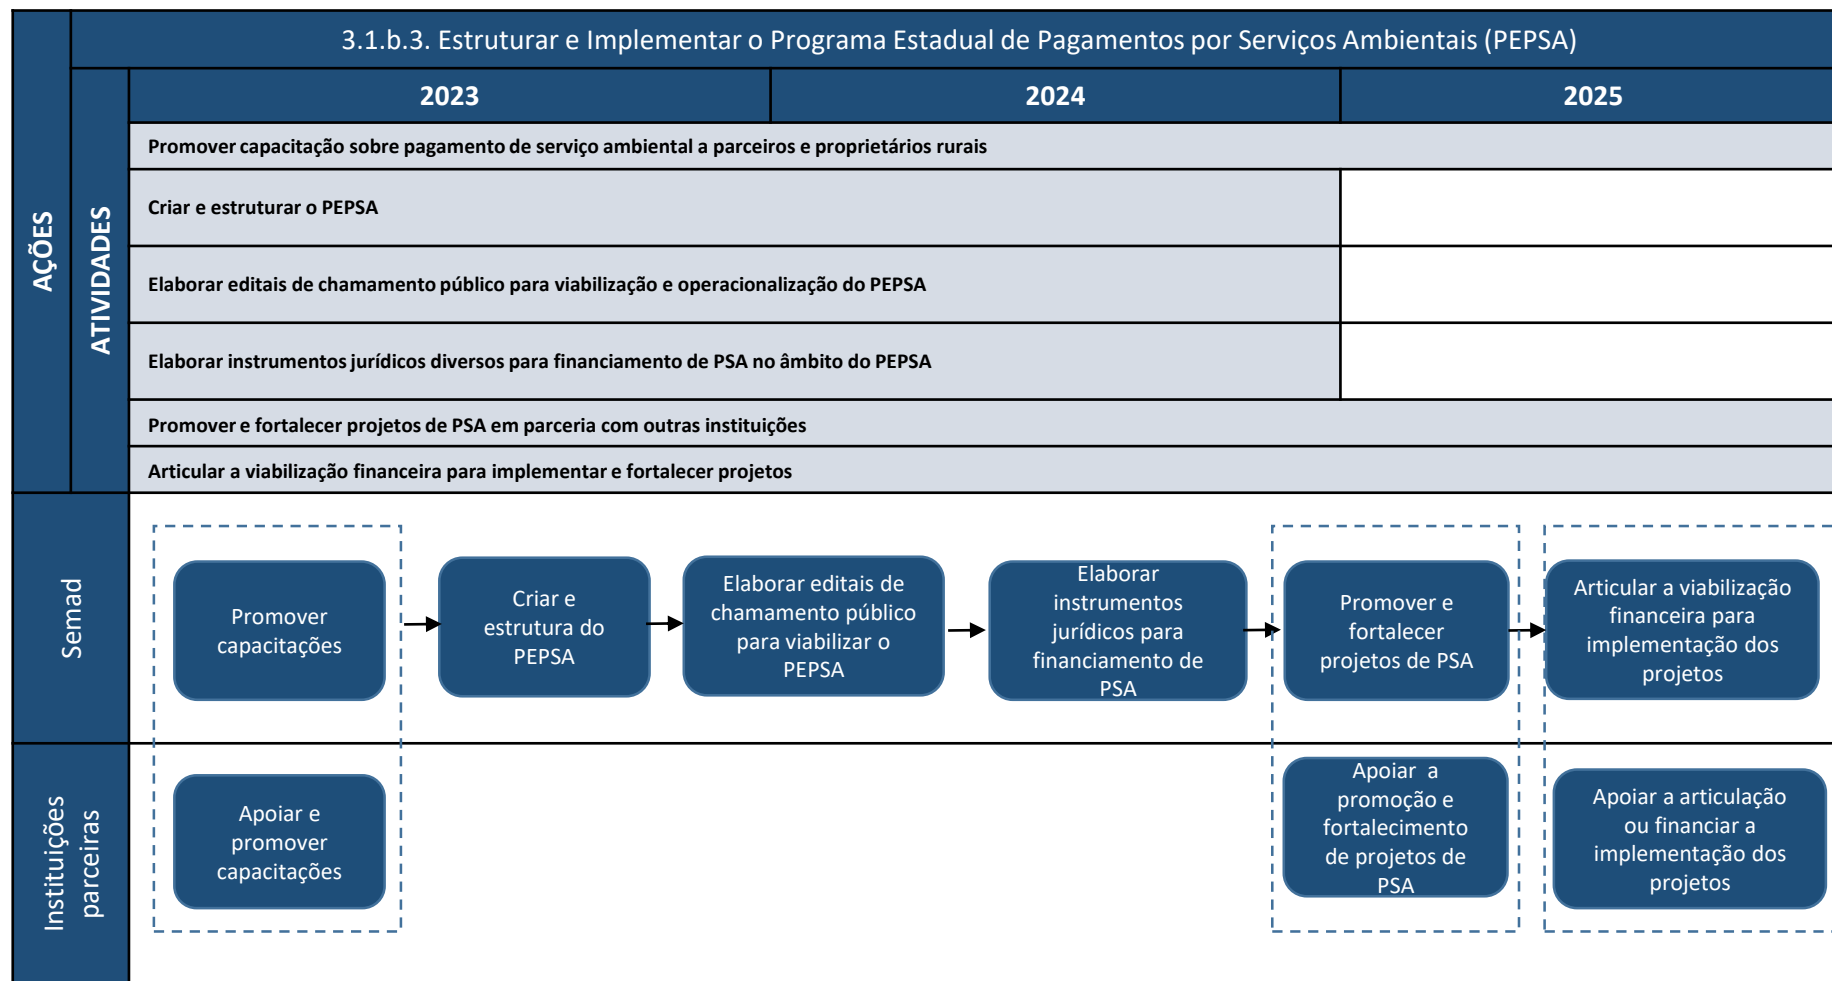 3.1.b.3. Estruturar e Implementar o Programa Estadual de Pagamentos por Serviços Ambientais (PEPSA)
AÇÕES
ATIVIDADES
2023
2024
2025
Promover capacitação sobre pagamento de serviço ambiental a parceiros e proprietários rurais
Criar e estruturar o PEPSA
Elaborar editais de chamamento público para viabilização e operacionalização do PEPSA
Elaborar instrumentos jurídicos diversos para financiamento de PSA no âmbito do PEPSA
Promover e fortalecer projetos de PSA em parceria com outras instituições
Articular a viabilização financeira para implementar e fortalecer projetos
Semad
Promover
capacitações
Criar e
estrutura do
PEPSA
Elaborar editais de
chamamento público
para viabilizar o
PEPSA
Elaborar
instrumentos
jurídicos para
financiamento de
PSA
Promover e
fortalecer
projetos de PSA
Articular a viabilização
financeira para
implementação dos
projetos
Instituições
parceiras
Apoiar e
promover
capacitações
Apoiar a
promoção e
fortalecimento
de projetos de
PSA
Apoiar a articulação
ou financiar a
implementação dos
projetos